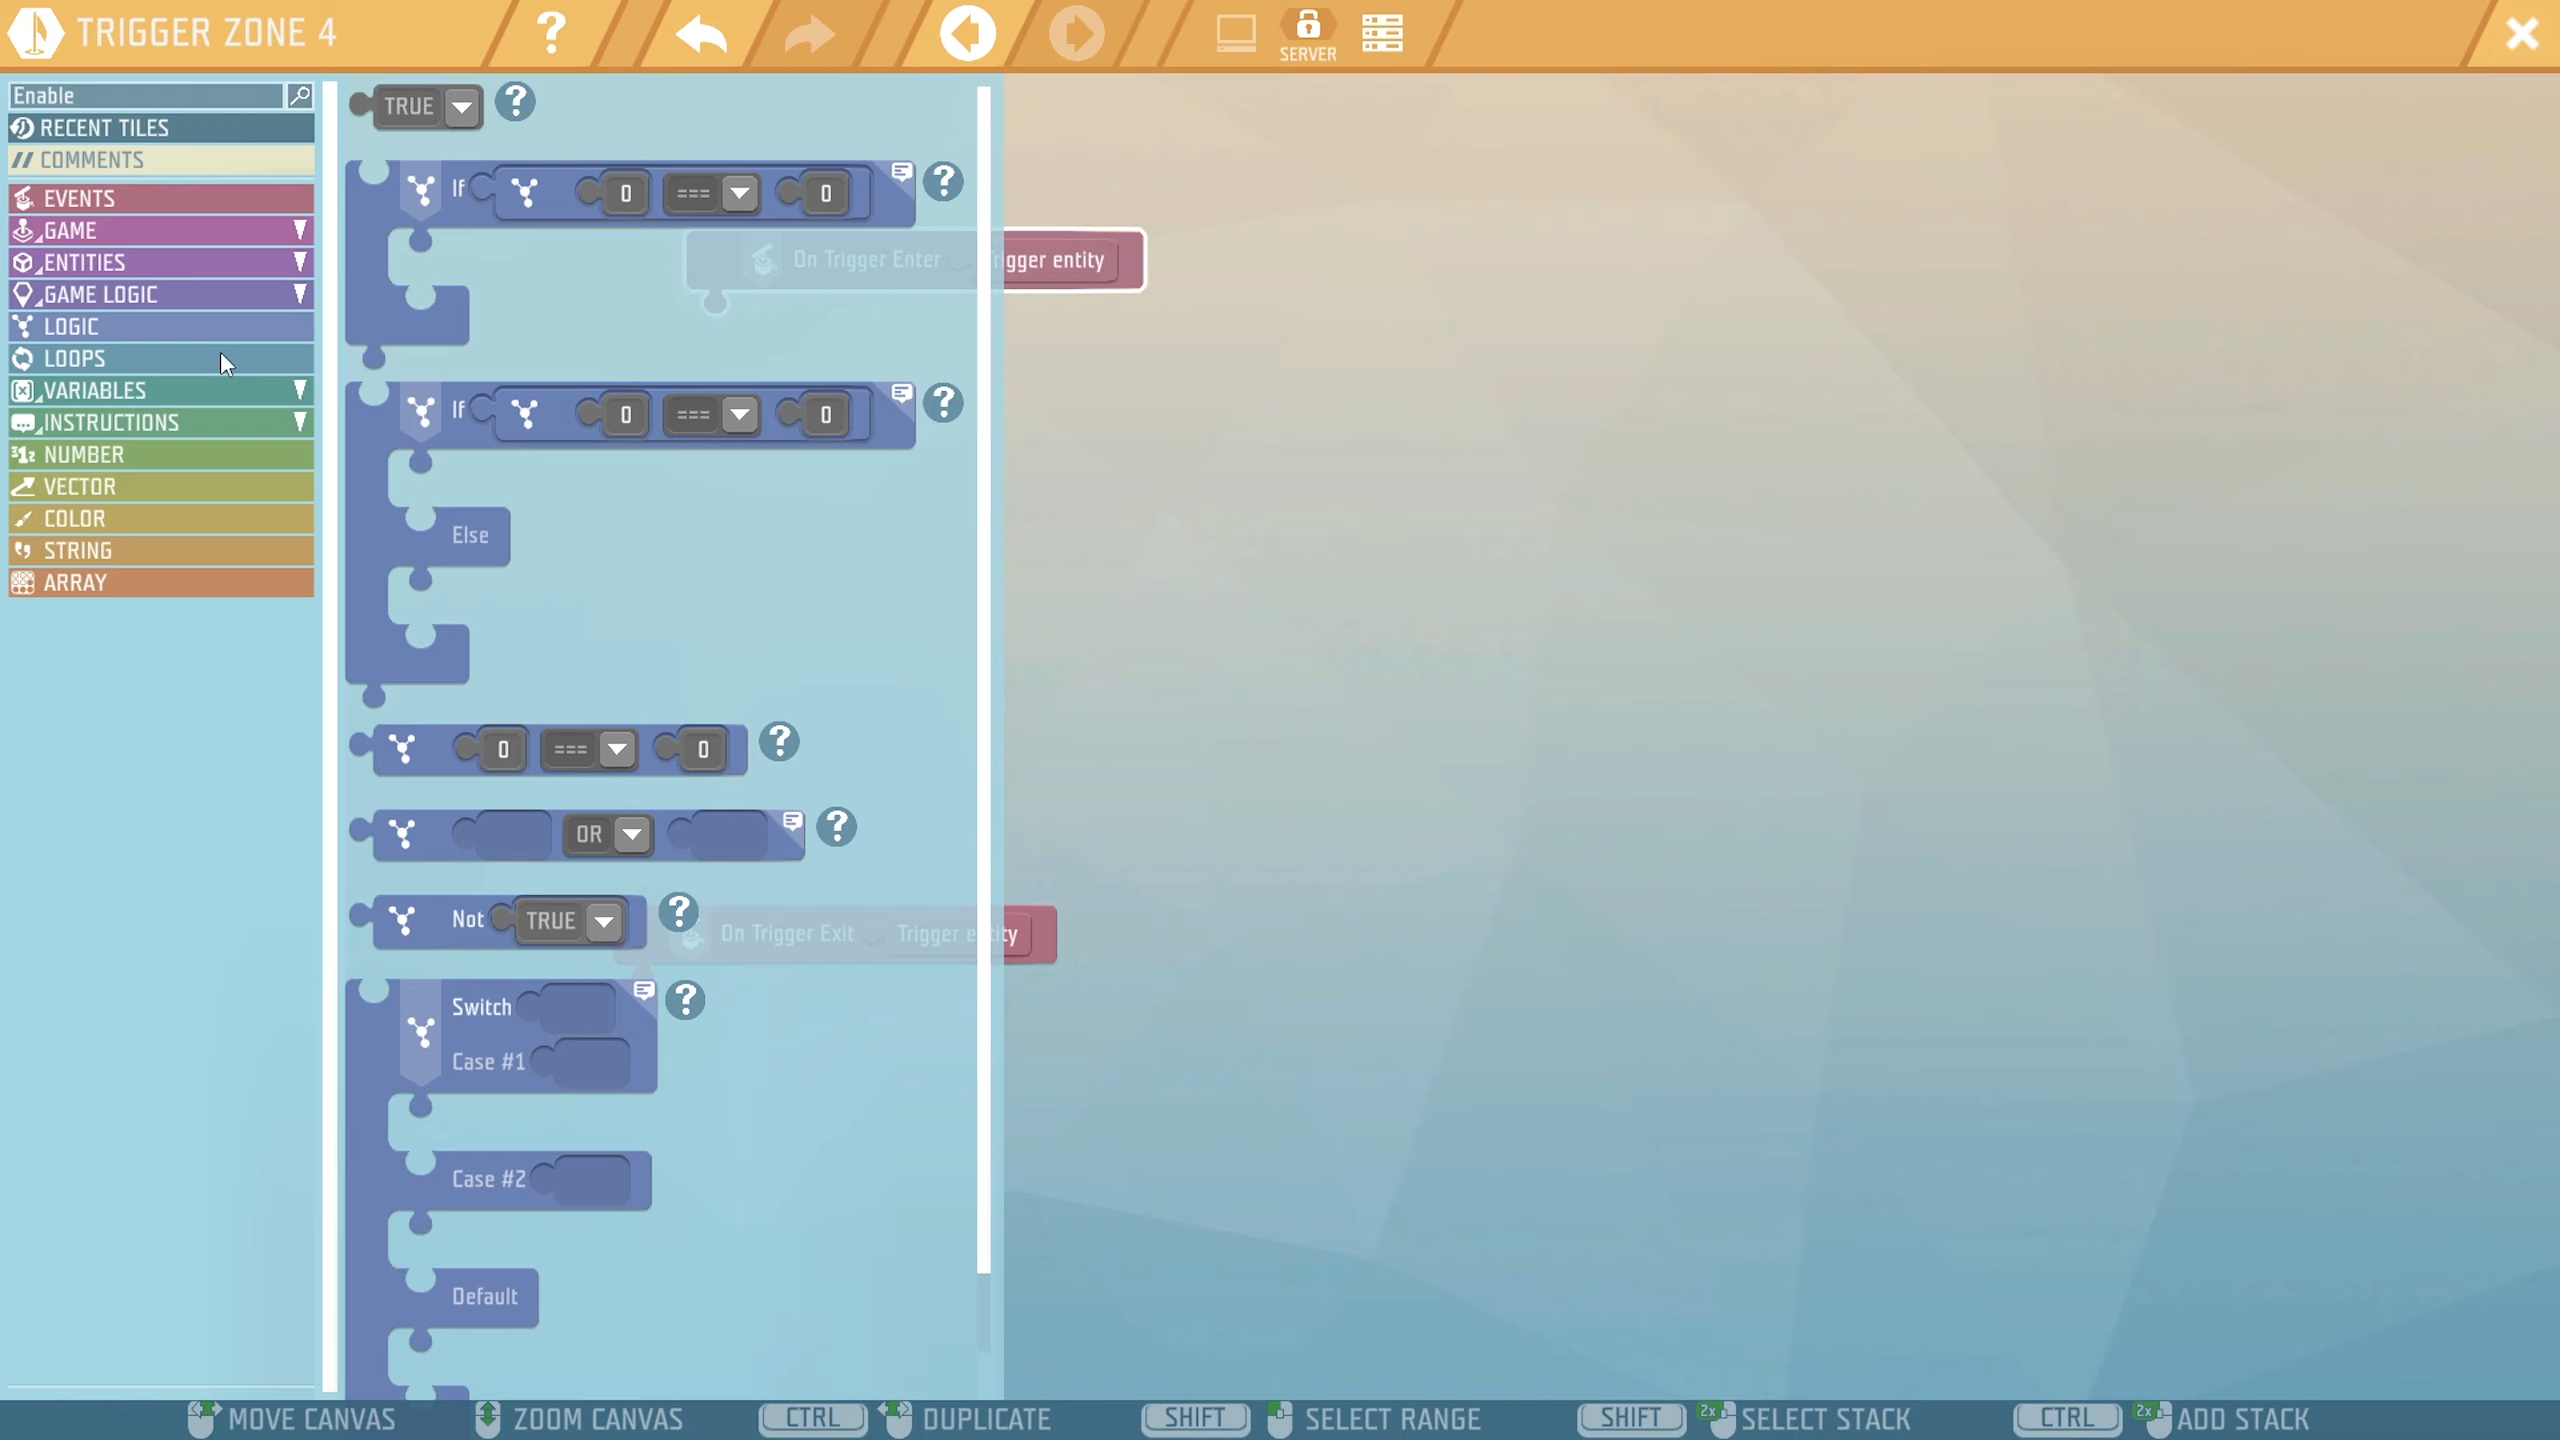 TRIGGER ZONE 4
?
SERVER
Enable
RECENT TILES
// COMMENTS
EVENTS
GAME
ENTITIES
GAME LOGIC
LOGIC
LOOPS
VARIABLES
INSTRUCTIONS
NUMBER
VECTOR
COLOR
STRING
ARRAY
TRUE ?
If 0 === 0 ?
On Trigger Enter Trigger entity
If 0 === 0 ?
Else
0 === 0 ?
OR ?
Not TRUE ?
On Trigger Exit Trigger entity
Switch ?
Case #1
Case #2
Default
MOVE CANVAS ZOOM CANVAS CTRL DUPLICATE SHIFT SELECT RANGE SHIFT 2x SELECT STACK CTRL 2x ADD STACK